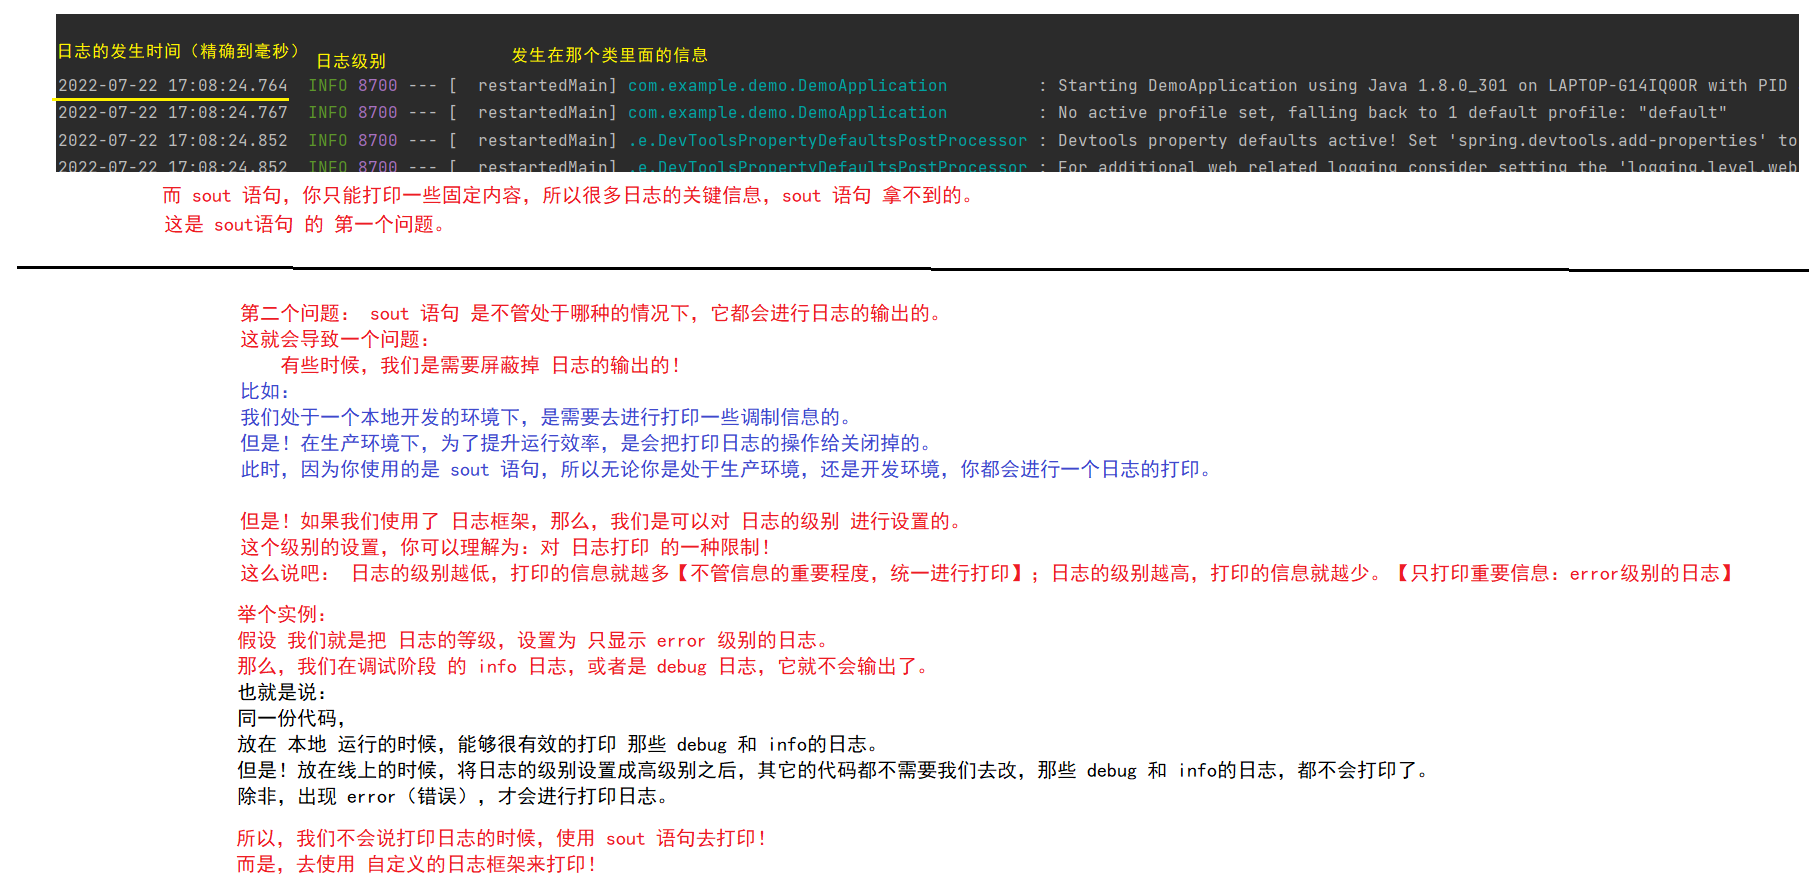 日志的发生时间（精确到毫秒） 日志级别 发生在那个类里面的信息
2022-07-22 17:08:24.764 INFO 8700 --- [ restartedMain] com.example.demo.DemoApplication : Starting DemoApplication using Java 1.8.0_301 on LAPTOP-G14IQ0OR with PID
2022-07-22 17:08:24.767 INFO 8700 --- [ restartedMain] com.example.demo.DemoApplication : No active profile set, falling back to 1 default profile: "default"
2022-07-22 17:08:24.852 INFO 8700 --- [ restartedMain] .e.DevToolsPropertyDefaultsPostProcessor : Devtools property defaults active! Set 'spring.devtools.add-properties' to
2022-07-22 17:08:24.852 INFO 8700 --- [ restartedMain] .e.DevToolsPropertyDefaultsPostProcessor : For additional web related logging consider setting the 'logging.level.web
而 sout 语句，你只能打印一些固定内容，所以很多日志的关键信息，sout 语句 拿不到的。
这是 sout语句 的 第一个问题。
第二个问题： sout 语句 是不管处于哪种的情况下，它都会进行日志的输出的。
这就会导致一个问题：
有些时候，我们是需要屏蔽掉 日志的输出的！
比如：
我们处于一个本地开发的环境下，是需要去进行打印一些调制信息的。
但是！在生产环境下，为了提升运行效率，是会把打印日志的操作给关闭掉的。
此时，因为你使用的是 sout 语句，所以无论你是处于生产环境，还是开发环境，你都会进行一个日志的打印。
但是！如果我们使用了 日志框架，那么，我们是可以对 日志的级别 进行设置的。
这个级别的设置，你可以理解为：对 日志打印 的一种限制！
这么说吧： 日志的级别越低，打印的信息就越多【不管信息的重要程度，统一进行打印】；日志的级别越高，打印的信息就越少。【只打印重要信息：error级别的日志】
举个实例：
假设 我们就是把 日志的等级，设置为 只显示 error 级别的日志。
那么，我们在调试阶段 的 info 日志，或者是 debug 日志，它就不会输出了。
也就是说：
同一份代码，
放在 本地 运行的时候，能够很有效的打印 那些 debug 和 info的日志。
但是！放在线上的时候，将日志的级别设置成高级别之后，其它的代码都不需要我们去改，那些 debug 和 info的日志，都不会打印了。
除非，出现 error（错误），才会进行打印日志。
所以，我们不会说打印日志的时候，使用 sout 语句去打印！
而是，去使用 自定义的日志框架来打印！